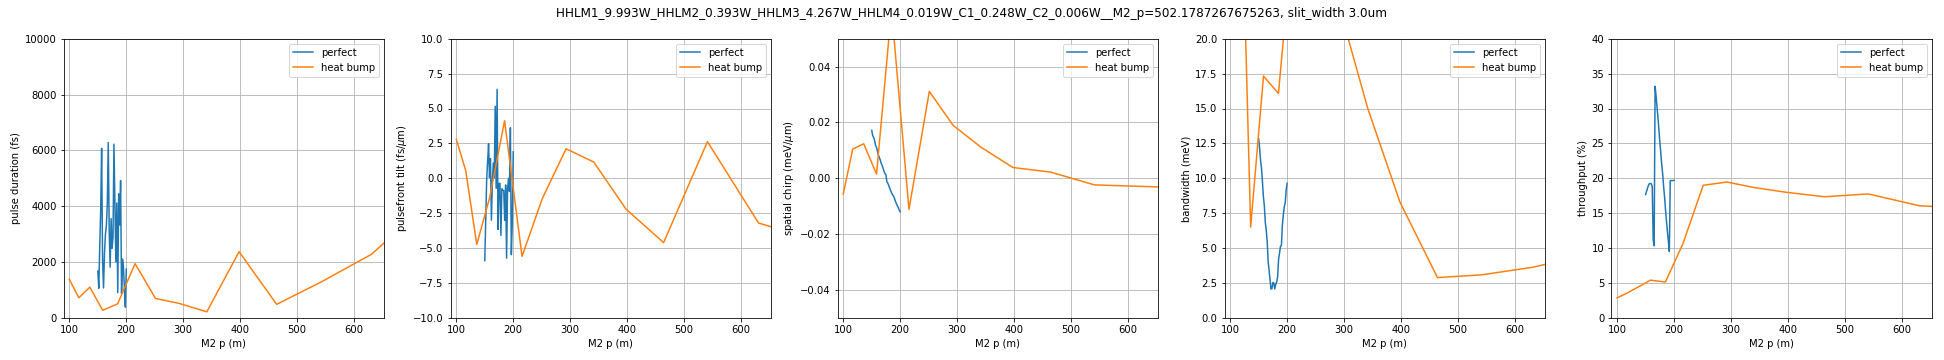 HHLM1_9.993W_HHLM2_0.393W_HHLM3_4.267W_HHLM4_0.019W_C1_0.248W_C2_0.006W__M2_p=502.1787267675263, slit_width 3.0um
pulse duration (fs)
10000
8000
6000
4000
2000
0
100 200 300 400 500 600
M2 p (m)
perfect
heat bump
pulsefront tilt (fs/μm)
10.0
7.5
5.0
2.5
0.0
−2.5
−5.0
−7.5
−10.0
100 200 300 400 500 600
M2 p (m)
perfect
heat bump
spatial chirp (meV/μm)
0.04
0.02
0.00
−0.02
−0.04
100 200 300 400 500 600
M2 p (m)
perfect
heat bump
bandwidth (meV)
20.0
17.5
15.0
12.5
10.0
7.5
5.0
2.5
0.0
100 200 300 400 500 600
M2 p (m)
perfect
heat bump
throughput (%)
40
35
30
25
20
15
10
5
0
100 200 300 400 500 600
M2 p (m)
perfect
heat bump